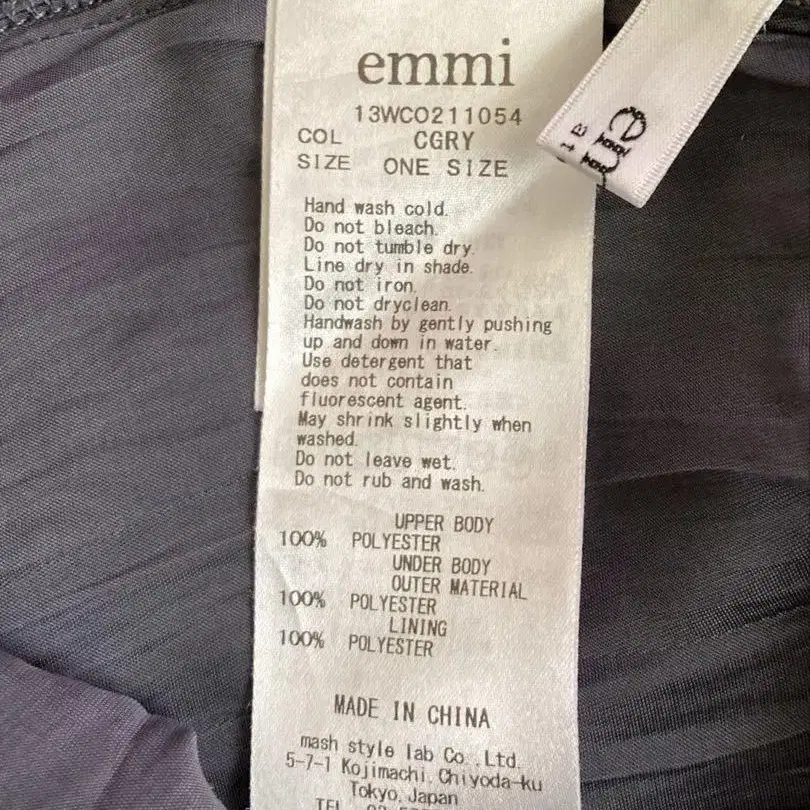 emmi
13WCO211054
COL CGRY
SIZE ONE SIZE
Hand wash cold.
Do not bleach.
Do not tumble dry.
Line dry in shade.
Do not iron.
Do not dryclean.
Handwash by gently pushing
up and down in water.
Use detergent that
does not contain
fluorescent agent.
May shrink slightly when
washed.
Do not leave wet.
Do not rub and wash.
UPPER BODY
100% POLYESTER
UNDER BODY
OUTER MATERIAL
100% POLYESTER
LINING
100% POLYESTER
MADE IN CHINA
mash style lab Co.,Ltd.
5-7-1 Kojimachi,Chiyoda-ku
Tokyo,Japan
TEL